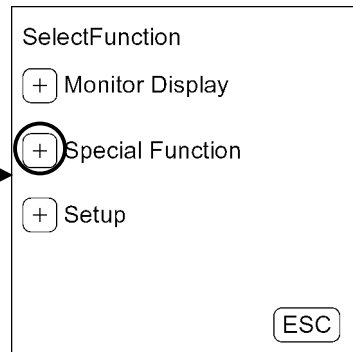 SelectFunction
+ Monitor Display
+ Special Function
+ Setup
ESC